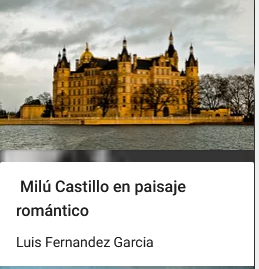 Milú Castillo en paisaje
romántico
Luis Fernandez Garcia